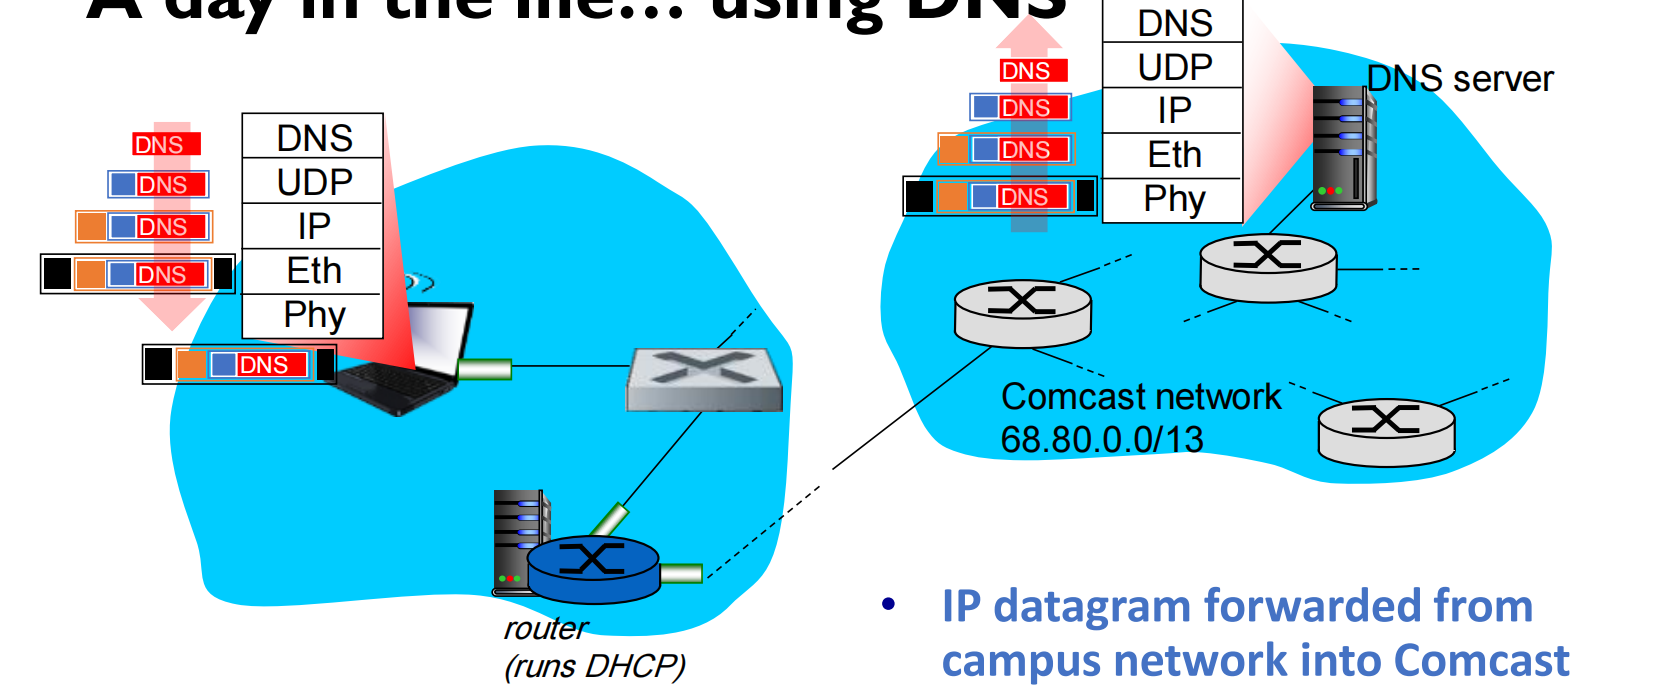 A day in the life… using DNS
DNS
UDP
IP
Eth
Phy
DNS
DNS
DNS
DNS
DNS
DNS
UDP
IP
Eth
Phy
DNS
DNS
DNS
DNS
DNS server
Comcast network
68.80.0.0/13
router
(runs DHCP)
• IP datagram forwarded from
campus network into Comcast